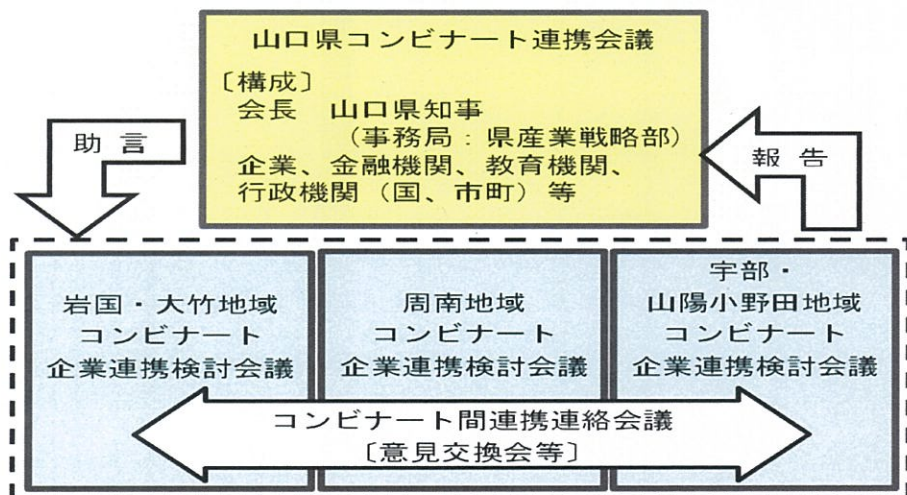 山口県コンビナート連携会議
〔構成〕
会長　山口県知事
（事務局：県産業戦略部）
企業、金融機関、教育機関、
行政機関（国、市町）等
助言
報告
岩国・大竹地域
コンビナート
企業連携検討会議
周南地域
コンビナート
企業連携検討会議
宇部・
山陽小野田地域
コンビナート
企業連携検討会議
コンビナート間連携連絡会議
〔意見交換会等〕